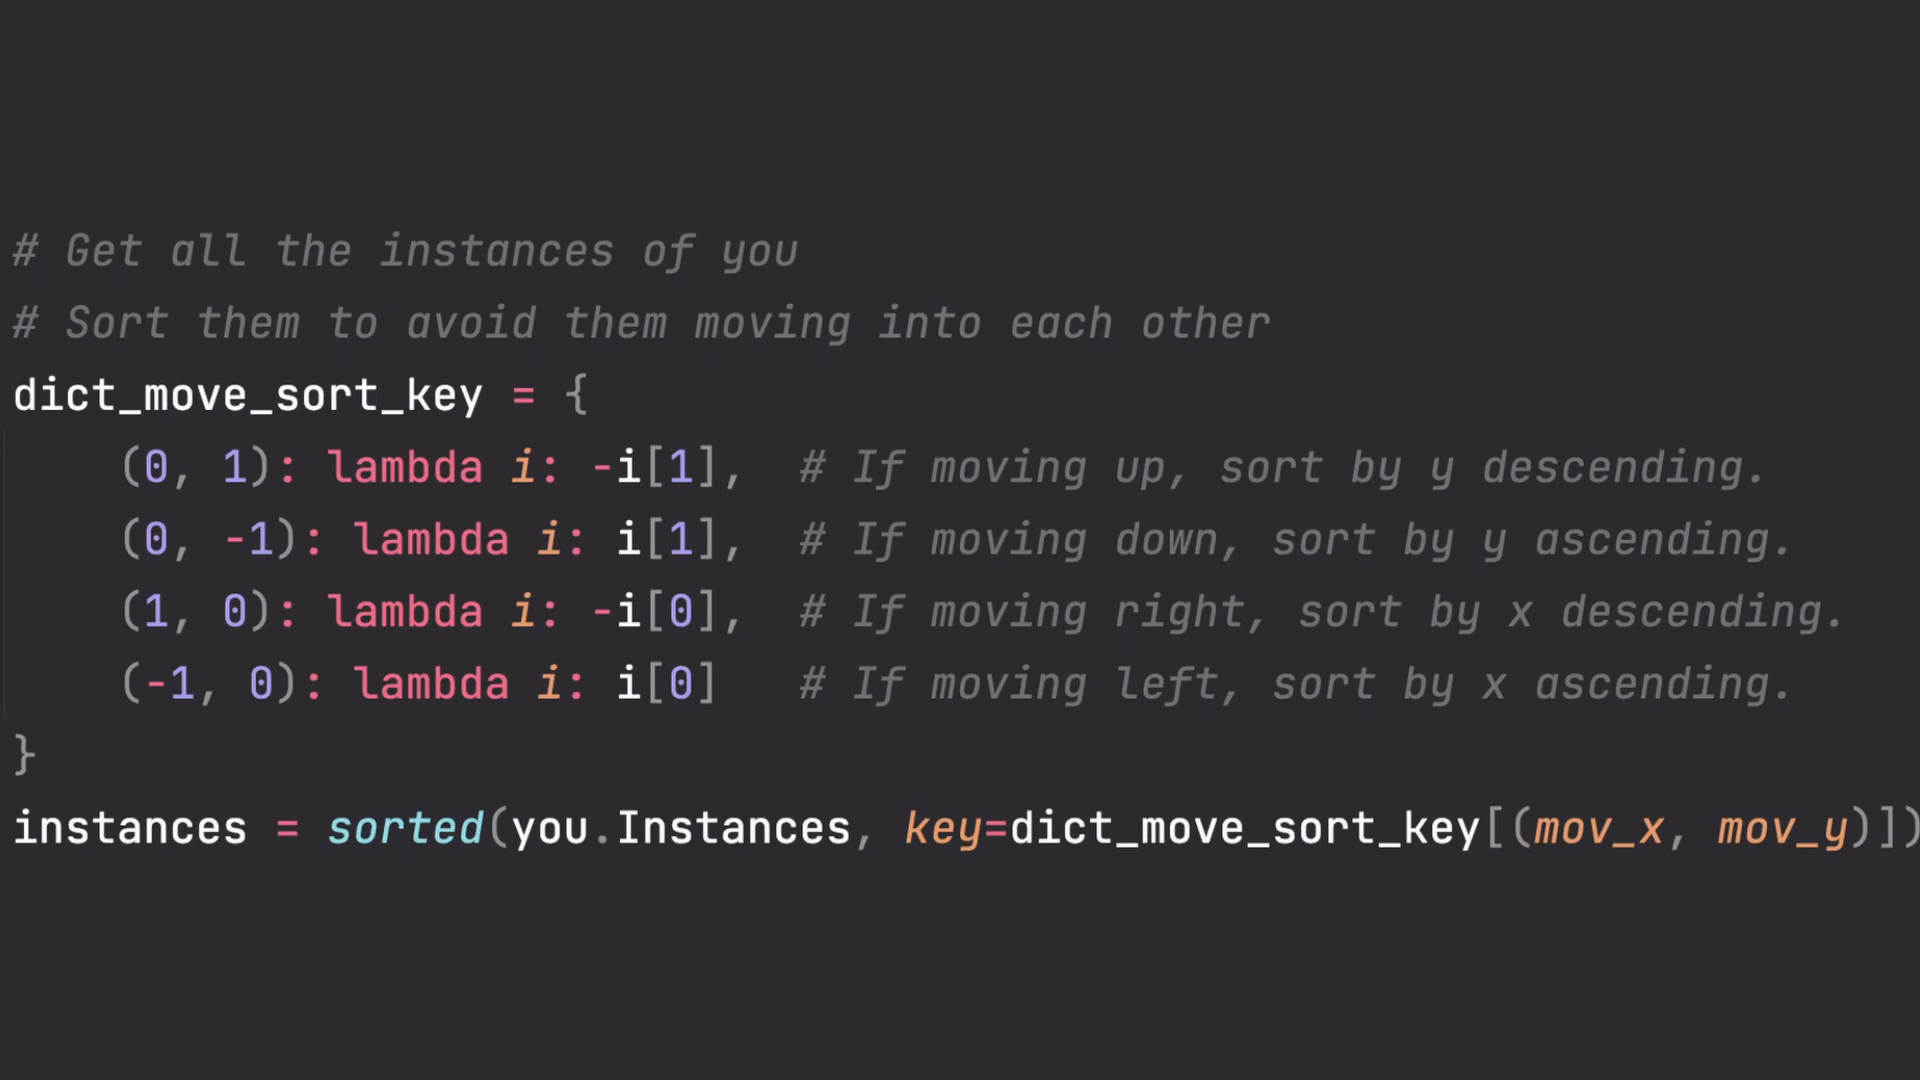 # Get all the instances of you
# Sort them to avoid them moving into each other
dict_move_sort_key = {
    (0, 1): lambda i: -i[1],  # If moving up, sort by y descending.
    (0, -1): lambda i: i[1],  # If moving down, sort by y ascending.
    (1, 0): lambda i: -i[0],  # If moving right, sort by x descending.
    (-1, 0): lambda i: i[0]   # If moving left, sort by x ascending.
}
instances = sorted(you.Instances, key=dict_move_sort_key[(mov_x, mov_y)])